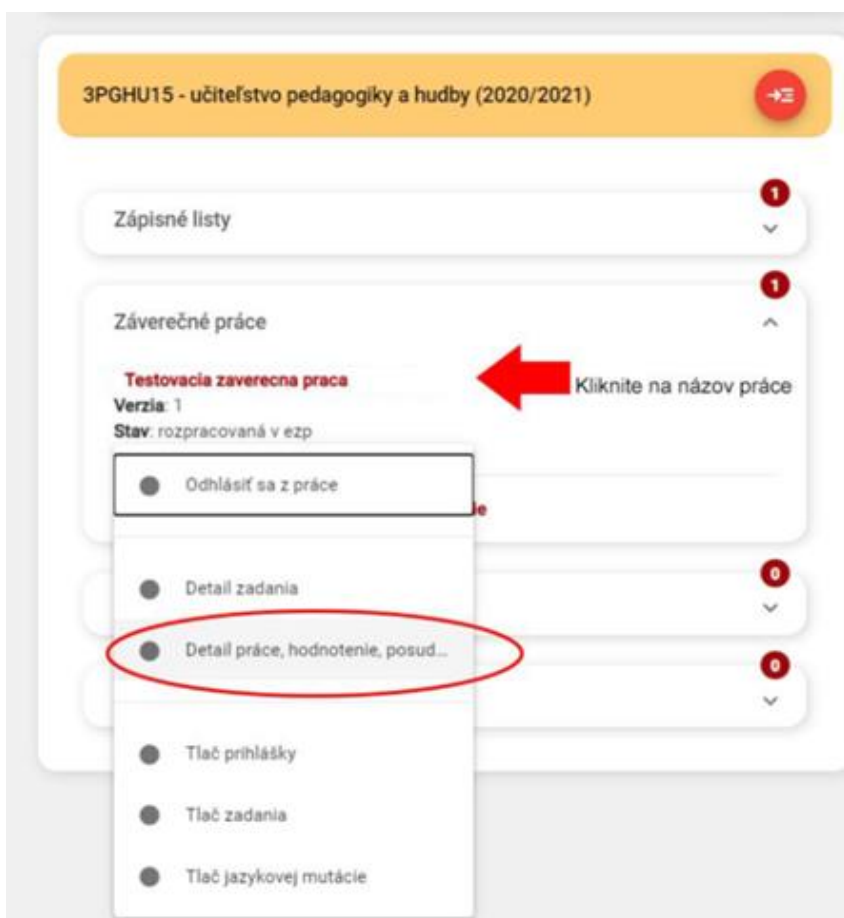 3PGHU15 - učiteľstvo pedagogiky a hudby (2020/2021)
1
Zápisné listy
1
Záverečné práce
Testovacia zaverecna praca
Kliknite na názov práce
Verzia: 1
Stav: rozpracovaná v ezp
Odhlásiť sa z práce
ie
0
Detail zadania
Detail práce, hodnotenie, posud...
0
Tlač prihlášky
Tlač zadania
Tlač jazykovej mutácie